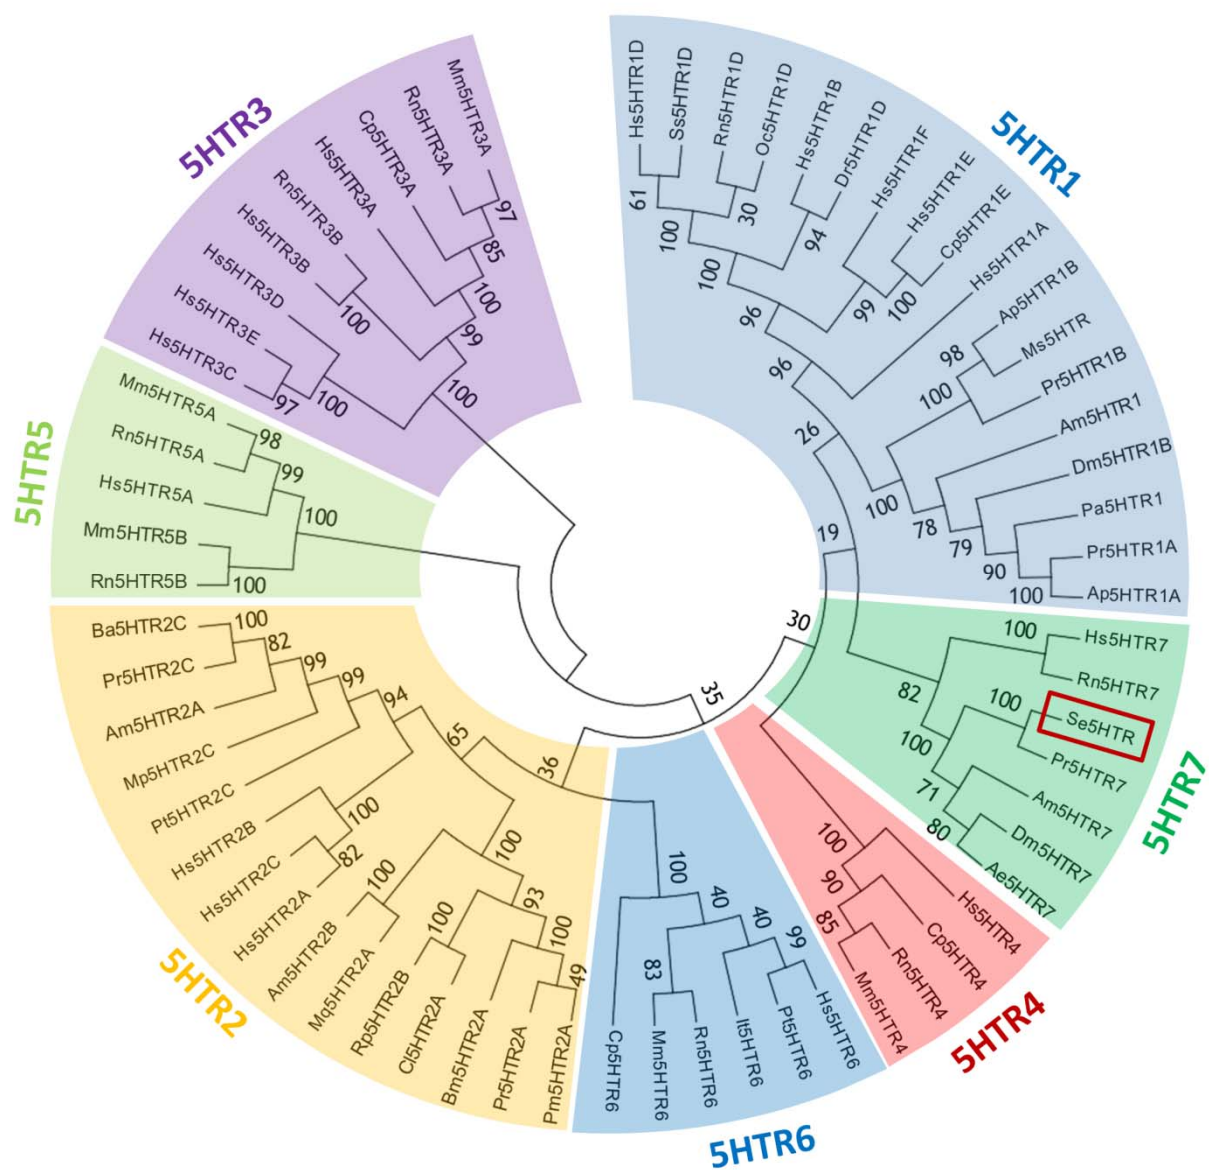 5HTR3
Mm5HTR3A
Rn5HTR3A
Cp5HTR3A
Hs5HTR3A
Rn5HTR3B
Hs5HTR3B
Hs5HTR3D
Hs5HTR3E
Hs5HTR3C
97
85
100
99
100
100
100
97
5HTR1
Hs5HTR1D
Ss5HTR1D
Rn5HTR1D
Oc5HTR1D
Hs5HTR1B
Dr5HTR1D
Hs5HTR1F
Hs5HTR1E
Cp5HTR1E
Hs5HTR1A
Ap5HTR1B
Ms5HTR
Pr5HTR1B
Am5HTR1
Dm5HTR1B
Pa5HTR1
Pr5HTR1A
Ap5HTR1A
61
30
100
100
94
96
99
100
96
98
100
26
100
78
79
90
100
19
30
35
5HTR7
Hs5HTR7
Rn5HTR7
Se5HTR
Pr5HTR7
Am5HTR7
Dm5HTR7
Ae5HTR7
100
82
100
100
71
80
5HTR4
Hs5HTR4
Cp5HTR4
Rn5HTR4
Mm5HTR4
100
90
85
5HTR6
Hs5HTR6
Pt5HTR6
It5HTR6
Rn5HTR6
Mm5HTR6
Cp5HTR6
100
40
40
99
83
36
5HTR5
Mm5HTR5A
Rn5HTR5A
Hs5HTR5A
Mm5HTR5B
Rn5HTR5B
98
99
100
100
5HTR2
Ba5HTR2C
Pr5HTR2C
Am5HTR2A
Mp5HTR2C
Pt5HTR2C
Hs5HTR2B
Hs5HTR2C
Hs5HTR2A
Am5HTR2B
Mq5HTR2A
Rp5HTR2B
Cl5HTR2A
Bm5HTR2A
Pr5HTR2A
Pm5HTR2A
100
82
99
99
94
65
100
82
100
100
93
100
100
49